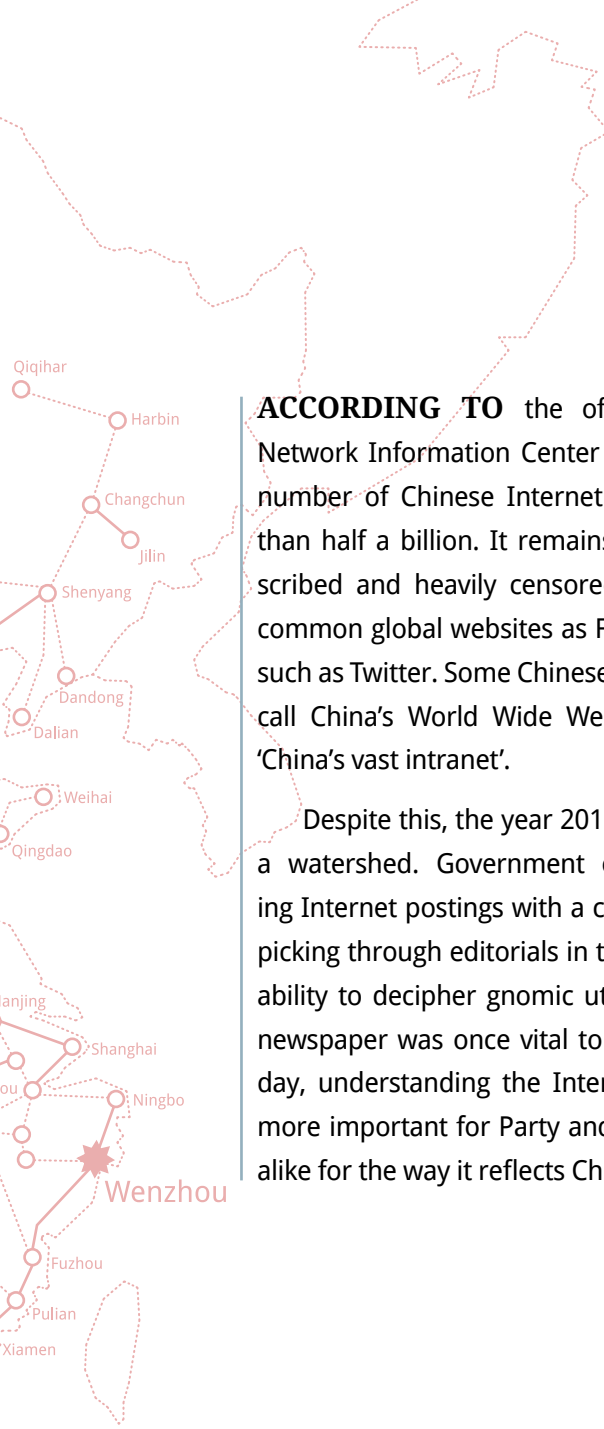 Qiqihar
Harbin
Changchun
Jilin
Shenyang
Dandong
Dalian
Weihai
Qingdao
anjing
Shanghai
ou
Ningbo
Wenzhou
Fuzhou
Pulian
Xiamen
ACCORDING TO the of
Network Information Center
number of Chinese Internet
than half a billion. It remains
scribed and heavily censore
common global websites as F
such as Twitter. Some Chinese
call China’s World Wide We
‘China’s vast intranet’.
Despite this, the year 201
a watershed. Government
ing Internet postings with a c
picking through editorials in t
ability to decipher gnomic ut
newspaper was once vital to
day, understanding the Inter
more important for Party and
alike for the way it reflects Ch